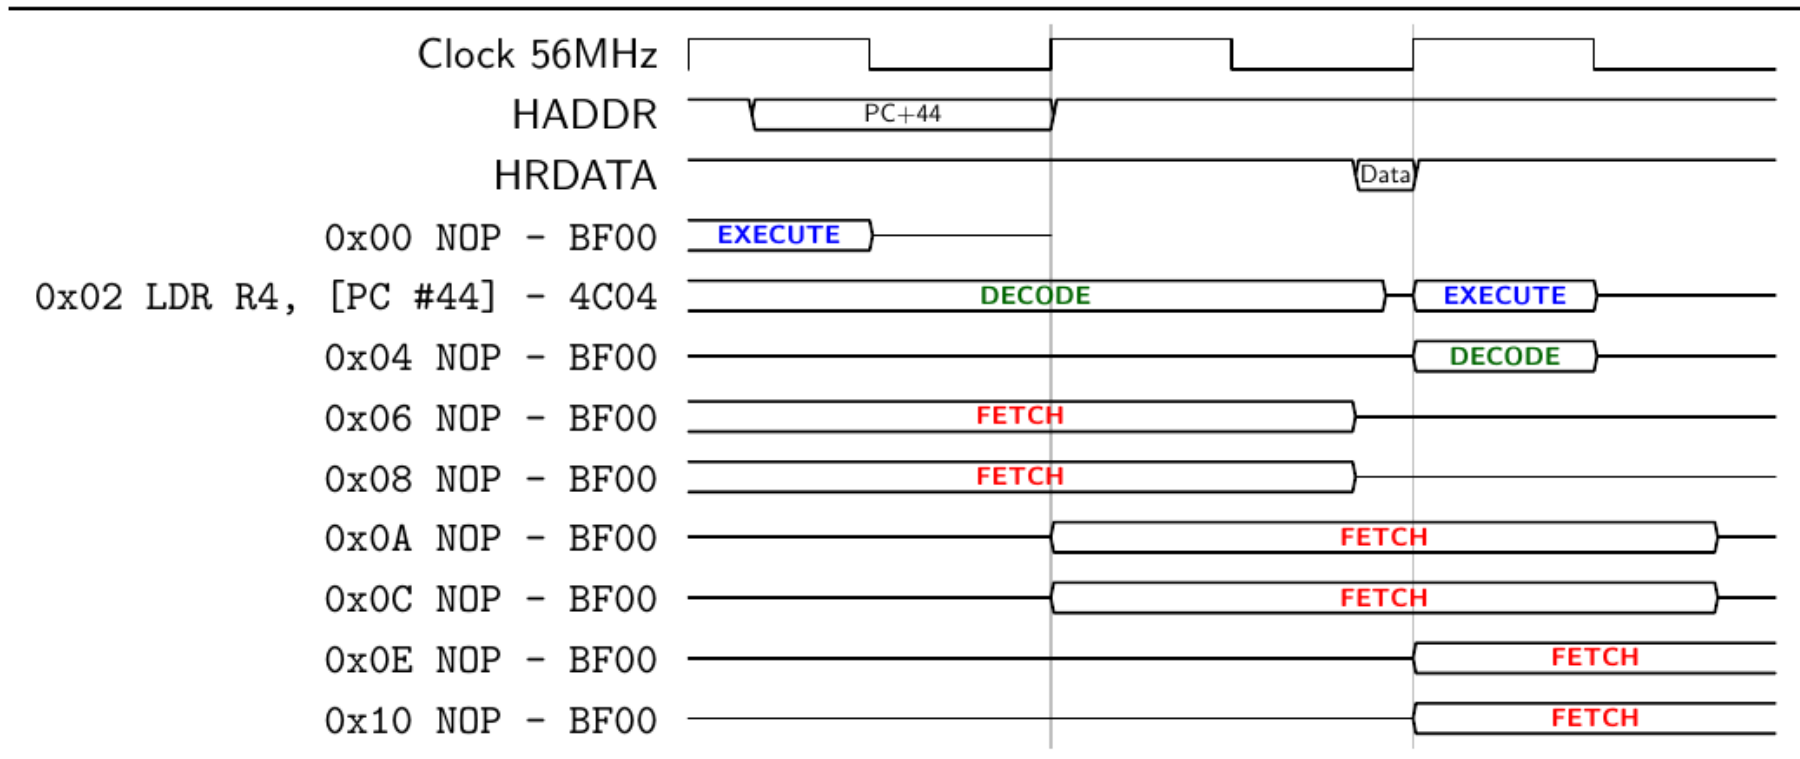 Clock 56MHz
HADDR PC+44
HRDATA Data
0x00 NOP - BF00 EXECUTE
0x02 LDR R4, [PC #44] - 4C04 DECODE EXECUTE
0x04 NOP - BF00 DECODE
0x06 NOP - BF00 FETCH
0x08 NOP - BF00 FETCH
0x0A NOP - BF00 FETCH
0x0C NOP - BF00 FETCH
0x0E NOP - BF00 FETCH
0x10 NOP - BF00 FETCH